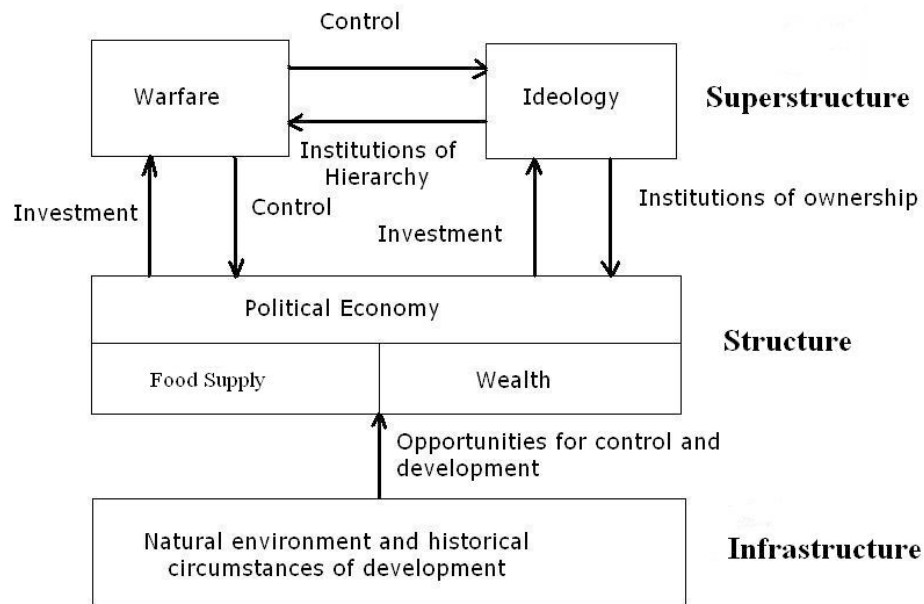 Control
Warfare
Ideology
Superstructure
Institutions of
Hierarchy
Investment
Control
Investment
Institutions of ownership
Political Economy
Structure
Food Supply
Wealth
Opportunities for control and
development
Natural environment and historical
circumstances of development
Infrastructure